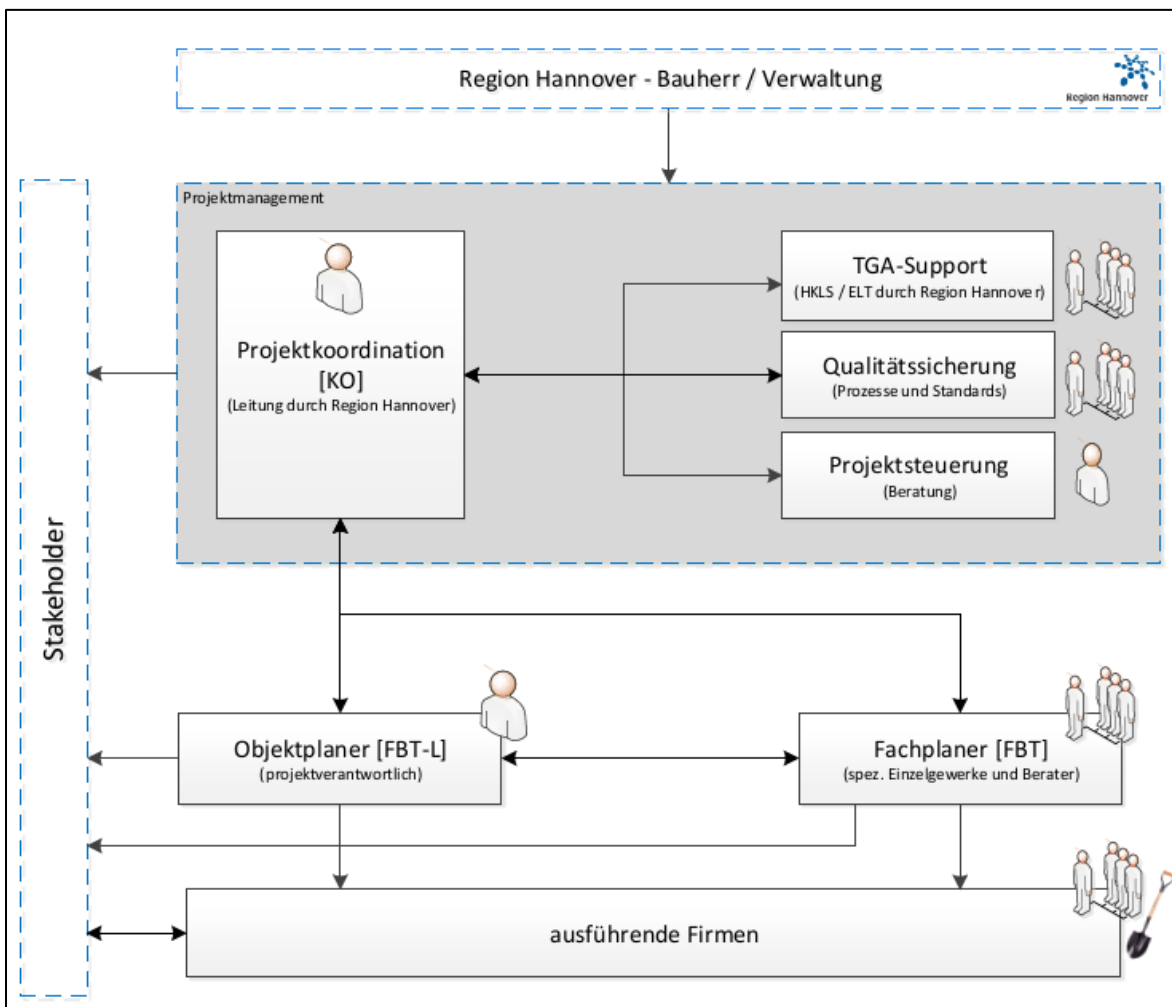 Region Hannover - Bauherr / Verwaltung
Region Hannover
Projektmanagement
Projektkoordination
[KO]
(Leitung durch Region Hannover)
TGA-Support
(HKLS / ELT durch Region Hannover)
Qualitätssicherung
(Prozesse und Standards)
Projektsteuerung
(Beratung)
Stakeholder
Objektplaner [FBT-L]
(projektverantwortlich)
Fachplaner [FBT]
(spez. Einzelgewerke und Berater)
ausführende Firmen